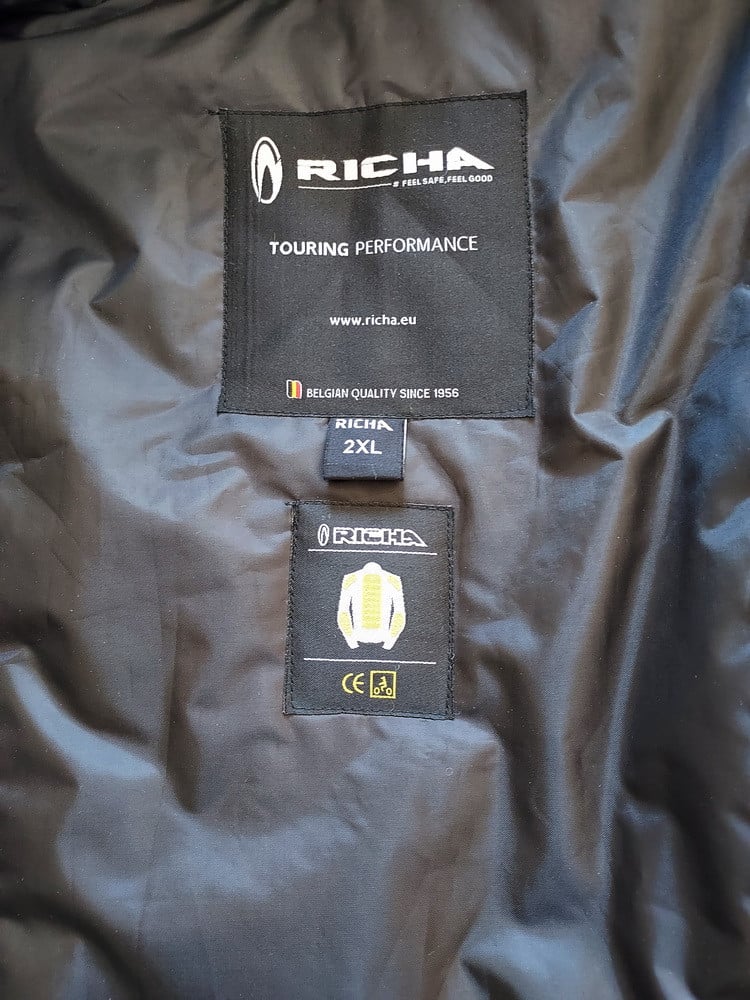 RICHA
# FEEL SAFE, FEEL GOOD
TOURING PERFORMANCE
www.richa.eu
BELGIAN QUALITY SINCE 1956
RICHA
2XL
RICHA
CE